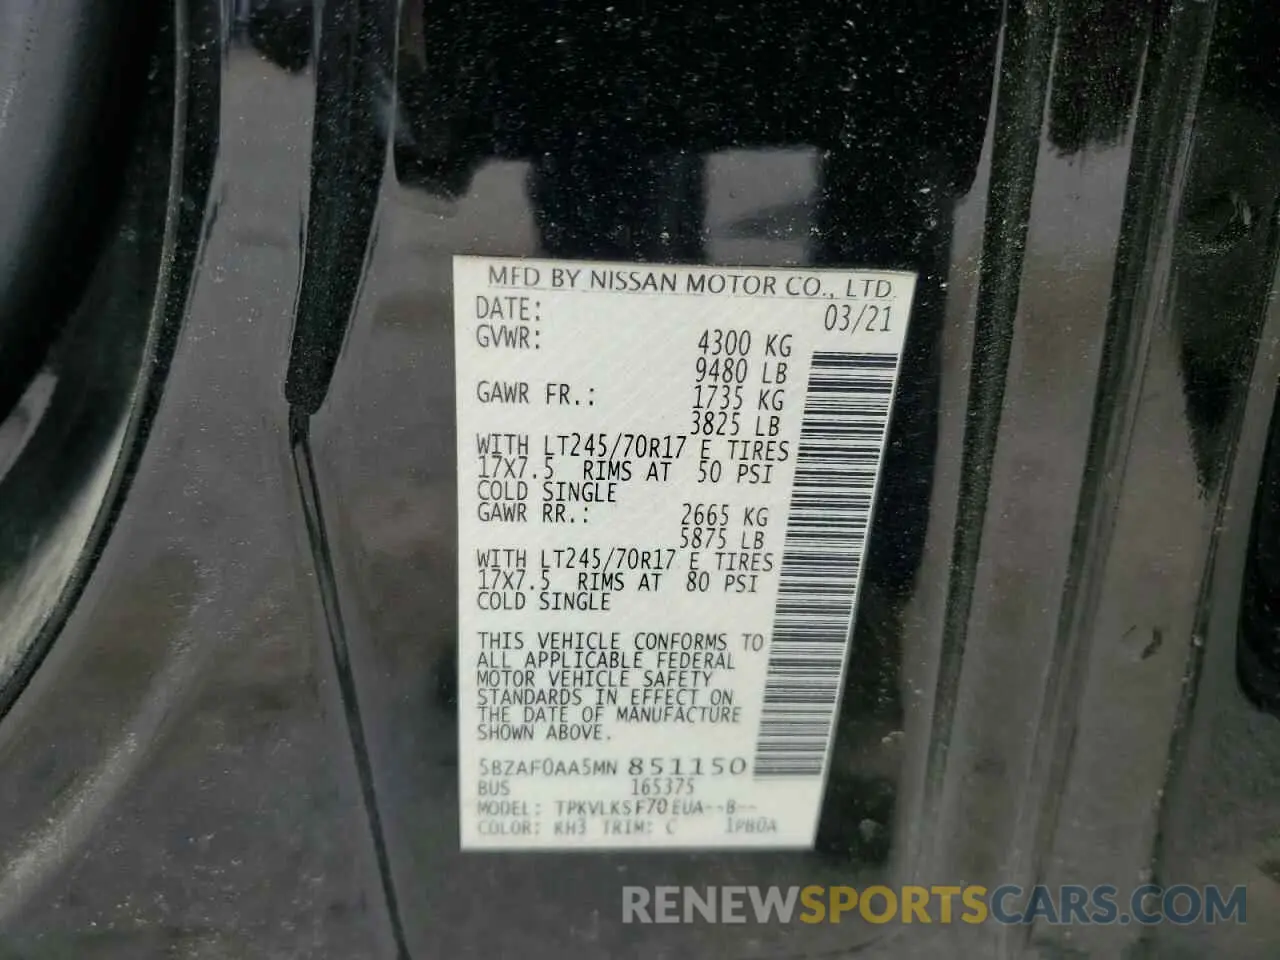 MFD BY NISSAN MOTOR CO., LTD.
DATE: 03/21
GVWR: 4300 KG
9480 LB
GAWR FR.: 1735 KG
3825 LB
WITH LT245/70R17 E TIRES
17X7.5 RIMS AT 50 PSI
COLD SINGLE
GAWR RR.: 2665 KG
5875 LB
WITH LT245/70R17 E TIRES
17X7.5 RIMS AT 80 PSI
COLD SINGLE
THIS VEHICLE CONFORMS TO
ALL APPLICABLE FEDERAL
MOTOR VEHICLE SAFETY
STANDARDS IN EFFECT ON
THE DATE OF MANUFACTURE
SHOWN ABOVE.
5BZAF0AA5MN 851150
BUS 165375
MODEL: TPKVLKSF70EUA--B--
COLOR: KH3 TRIM: C 1PB0A
RENEWSPORTSCARS.COM